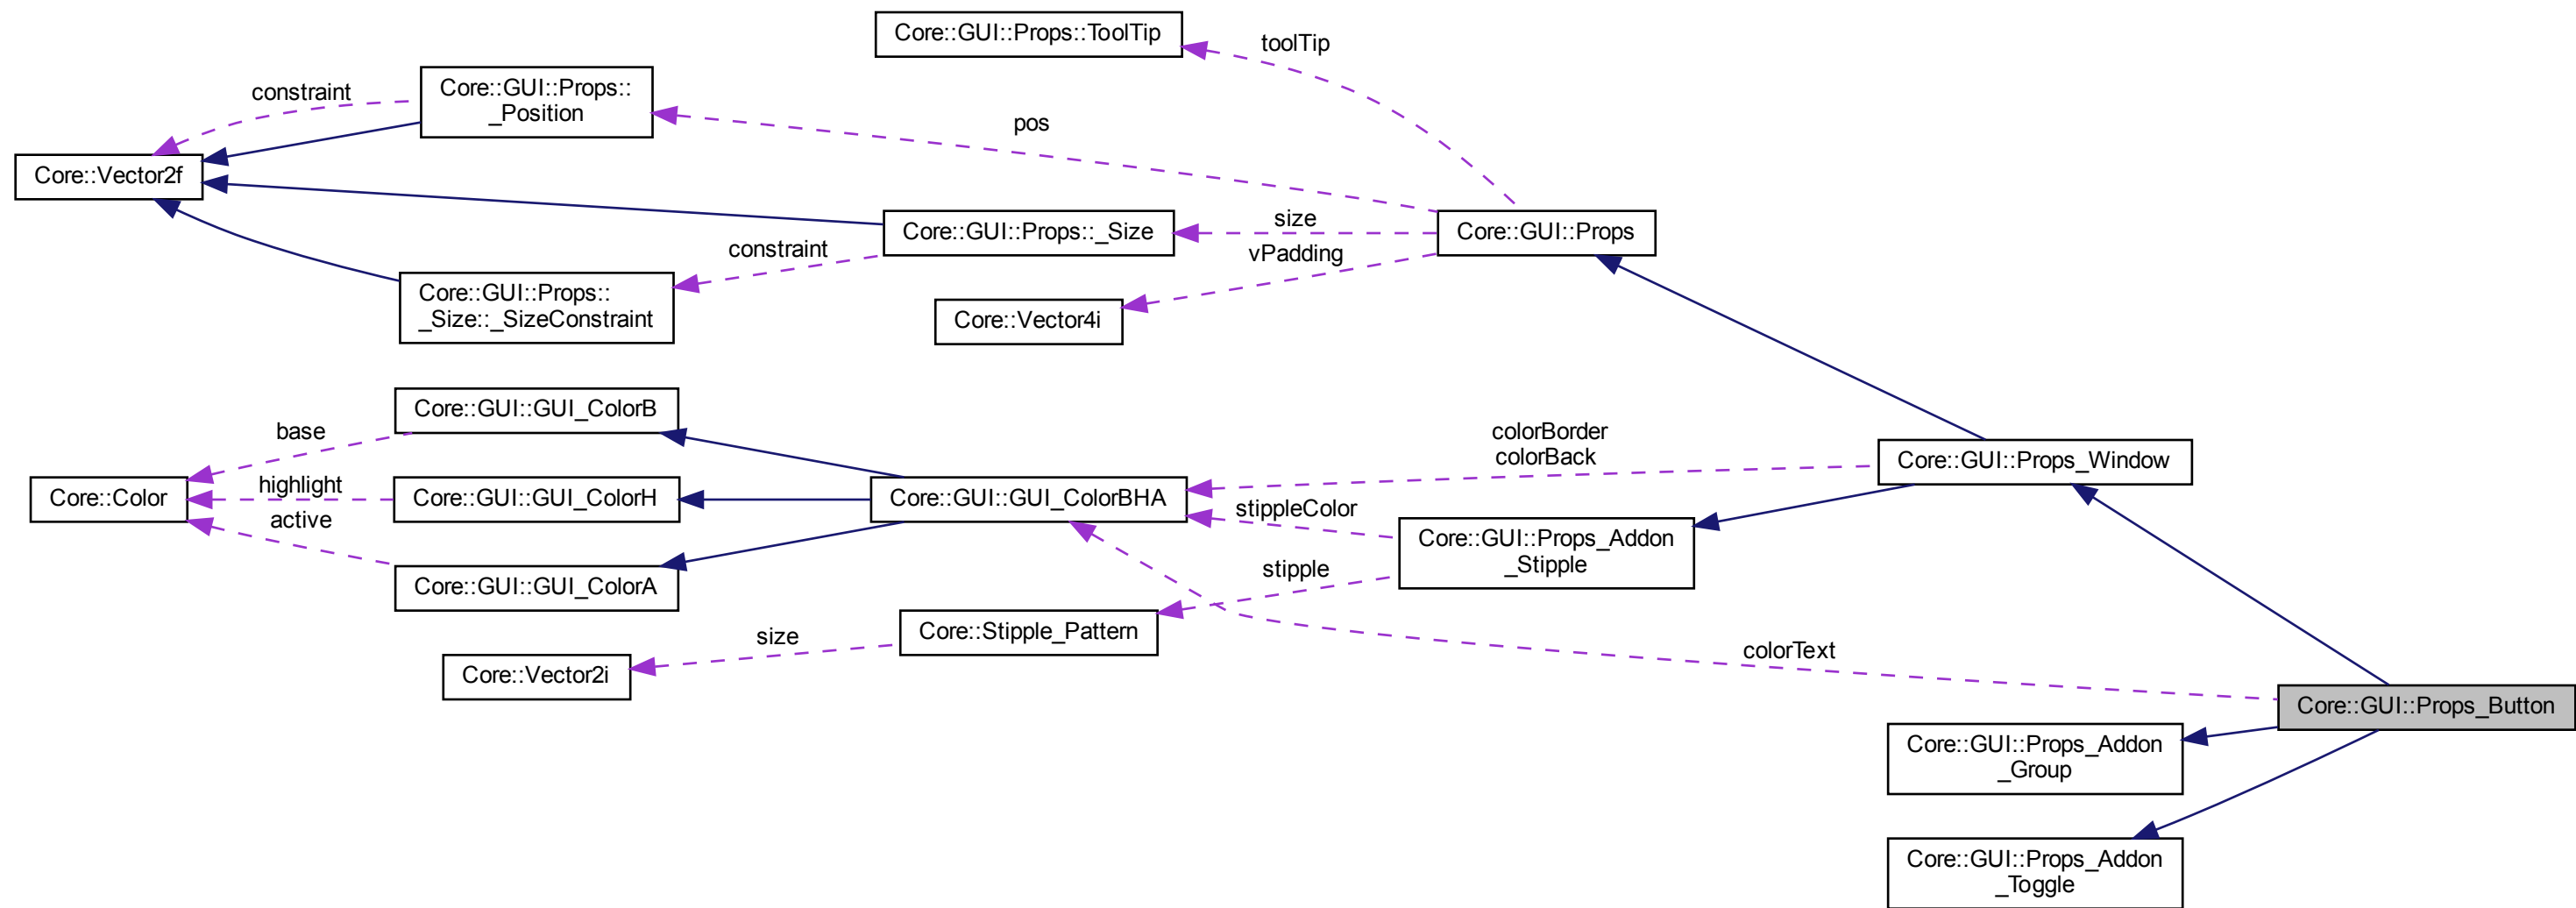 Core::GUI::Props::ToolTip
toolTip
Core::GUI::Props::
_Position
constraint
pos
Core::Vector2f
Core::GUI::Props::_Size
size
Core::GUI::Props
constraint
vPadding
Core::GUI::Props::
_Size::_SizeConstraint
Core::Vector4i
Core::GUI::GUI_ColorB
base
colorBorder
colorBack
Core::GUI::Props_Window
Core::Color
highlight
Core::GUI::GUI_ColorH
Core::GUI::GUI_ColorBHA
stippleColor
active
Core::GUI::Props_Addon
_Stipple
stipple
Core::GUI::GUI_ColorA
Core::Stipple_Pattern
size
Core::Vector2i
colorText
Core::GUI::Props_Button
Core::GUI::Props_Addon
_Group
Core::GUI::Props_Addon
_Toggle